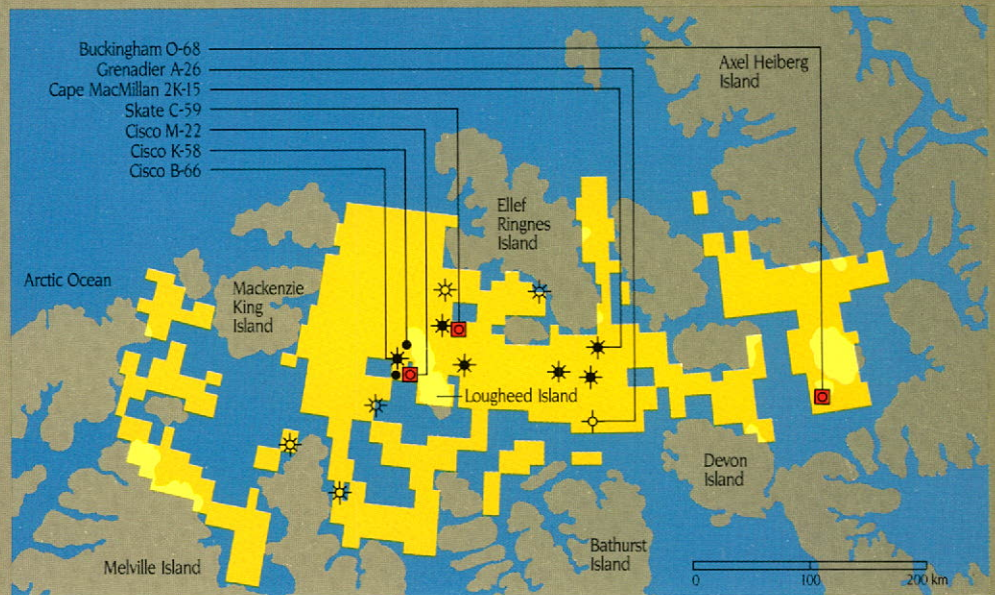 Buckingham O-68
Grenadier A-26
Cape MacMillan 2K-15
Skate C-59
Cisco M-22
Cisco K-58
Cisco B-66
Axel Heiberg
Island
Ellef
Ringnes
Island
Arctic Ocean
Mackenzie
King
Island
Lougheed Island
Devon
Island
Bathurst
Island
Melville Island
0 100 200 km